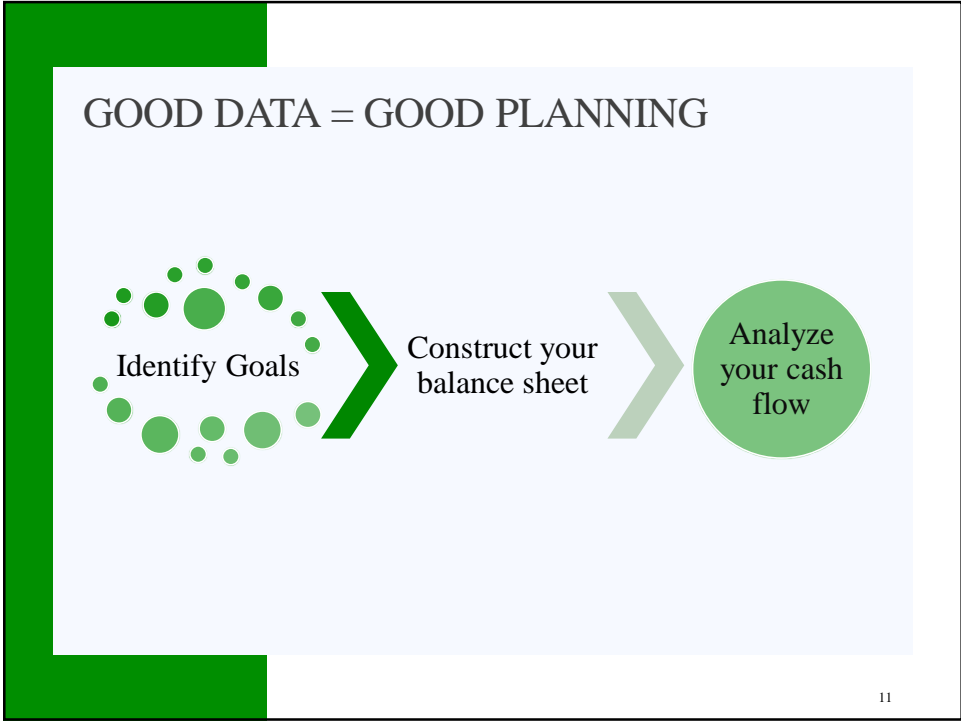 GOOD DATA = GOOD PLANNING
Identify Goals
Construct your
balance sheet
Analyze
your cash
flow
11